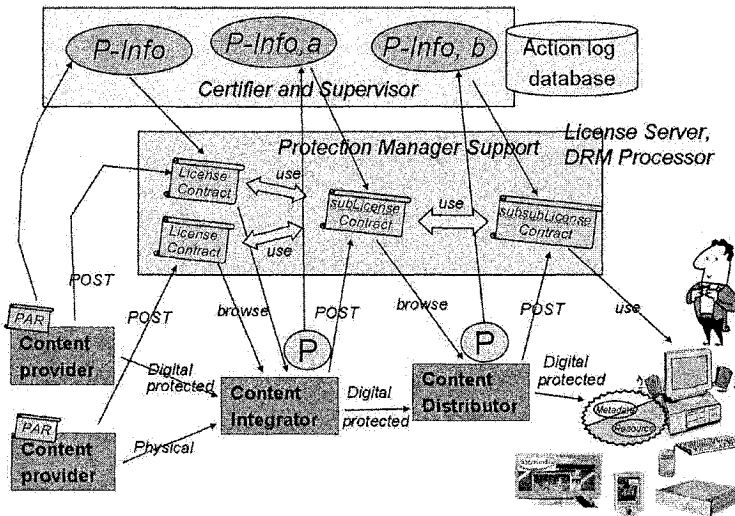 P-Info
P-Info,a
P-Info, b
Action log
database
Certifier and Supervisor
Protection Manager Support
License Server,
DRM Processor
License
Contract
use
subLicense
Contract
use
subsubLicense
Contract
License
Contract
use
POST
POST
browse
POST
browse
POST
use
PAR
Content
provider
Digital
protected
P
Content
Integrator
Digital
protected
P
Content
Distributor
Digital
protected
Metadata
Resource
PAR
Content
provider
Physical